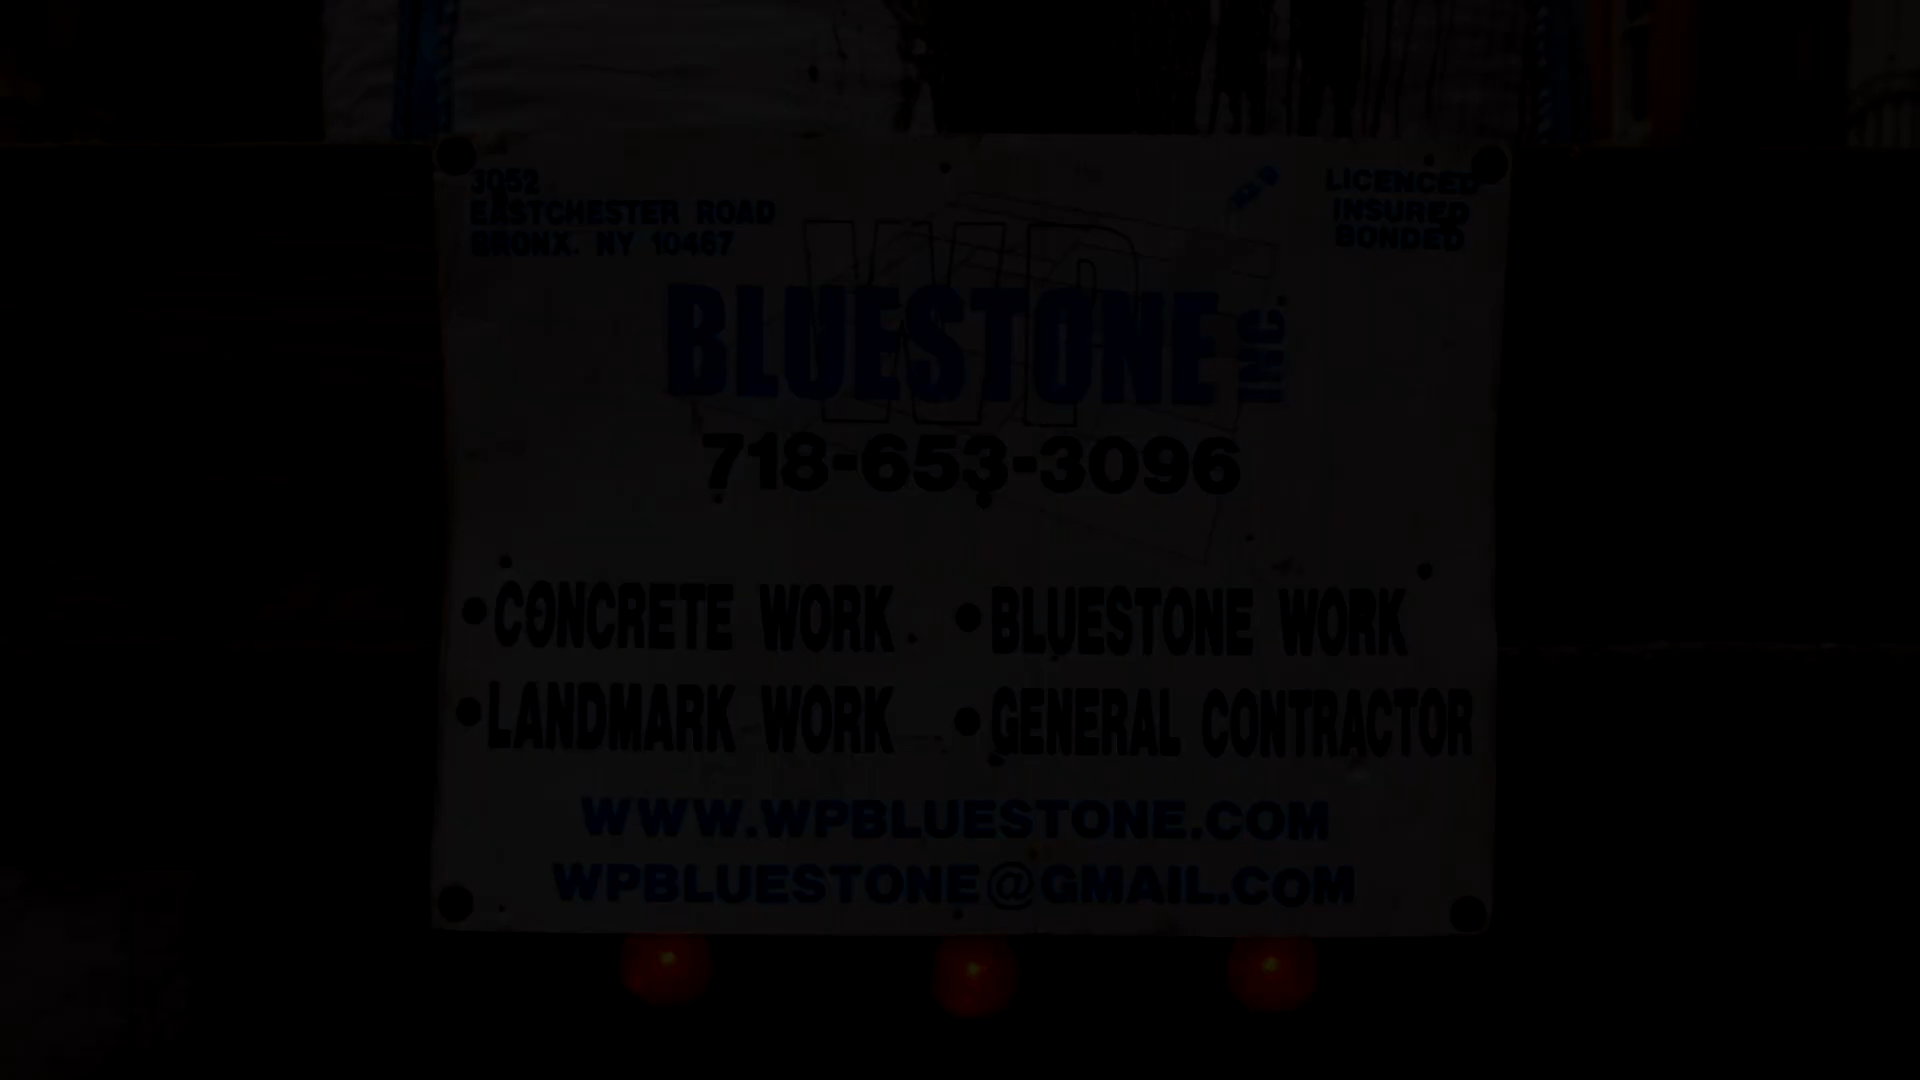 3052
EASTCHESTER ROAD
BRONX. NY 10467
LICENCED
INSURED
BONDED
WP
BLUESTONE INC.
718-653-3096
•CONCRETE WORK •BLUESTONE WORK
•LANDMARK WORK •GENERAL CONTRACTOR
WWW.WPBLUESTONE.COM
WPBLUESTONE@GMAIL.COM